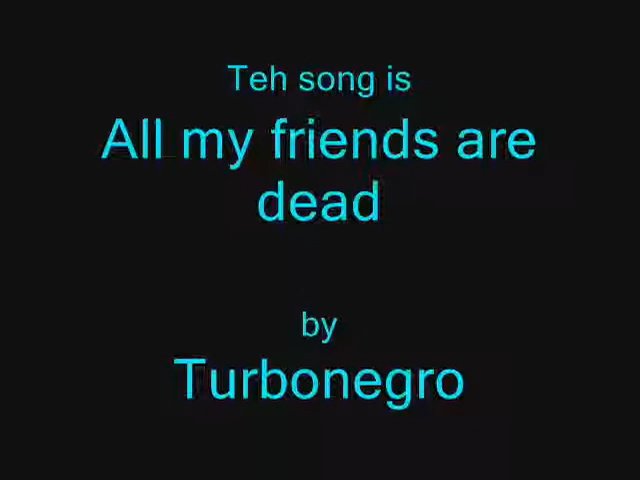 Teh song is
All my friends are
dead
by
Turbonegro